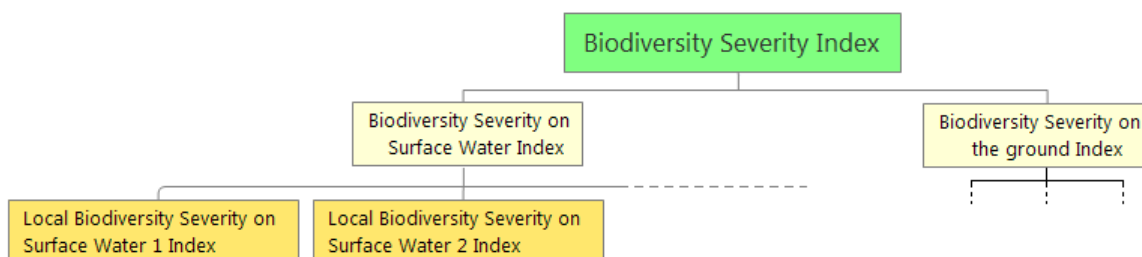 Biodiversity Severity Index
Biodiversity Severity on
Surface Water Index
Biodiversity Severity on
the ground Index
Local Biodiversity Severity on
Surface Water 1 Index
Local Biodiversity Severity on
Surface Water 2 Index